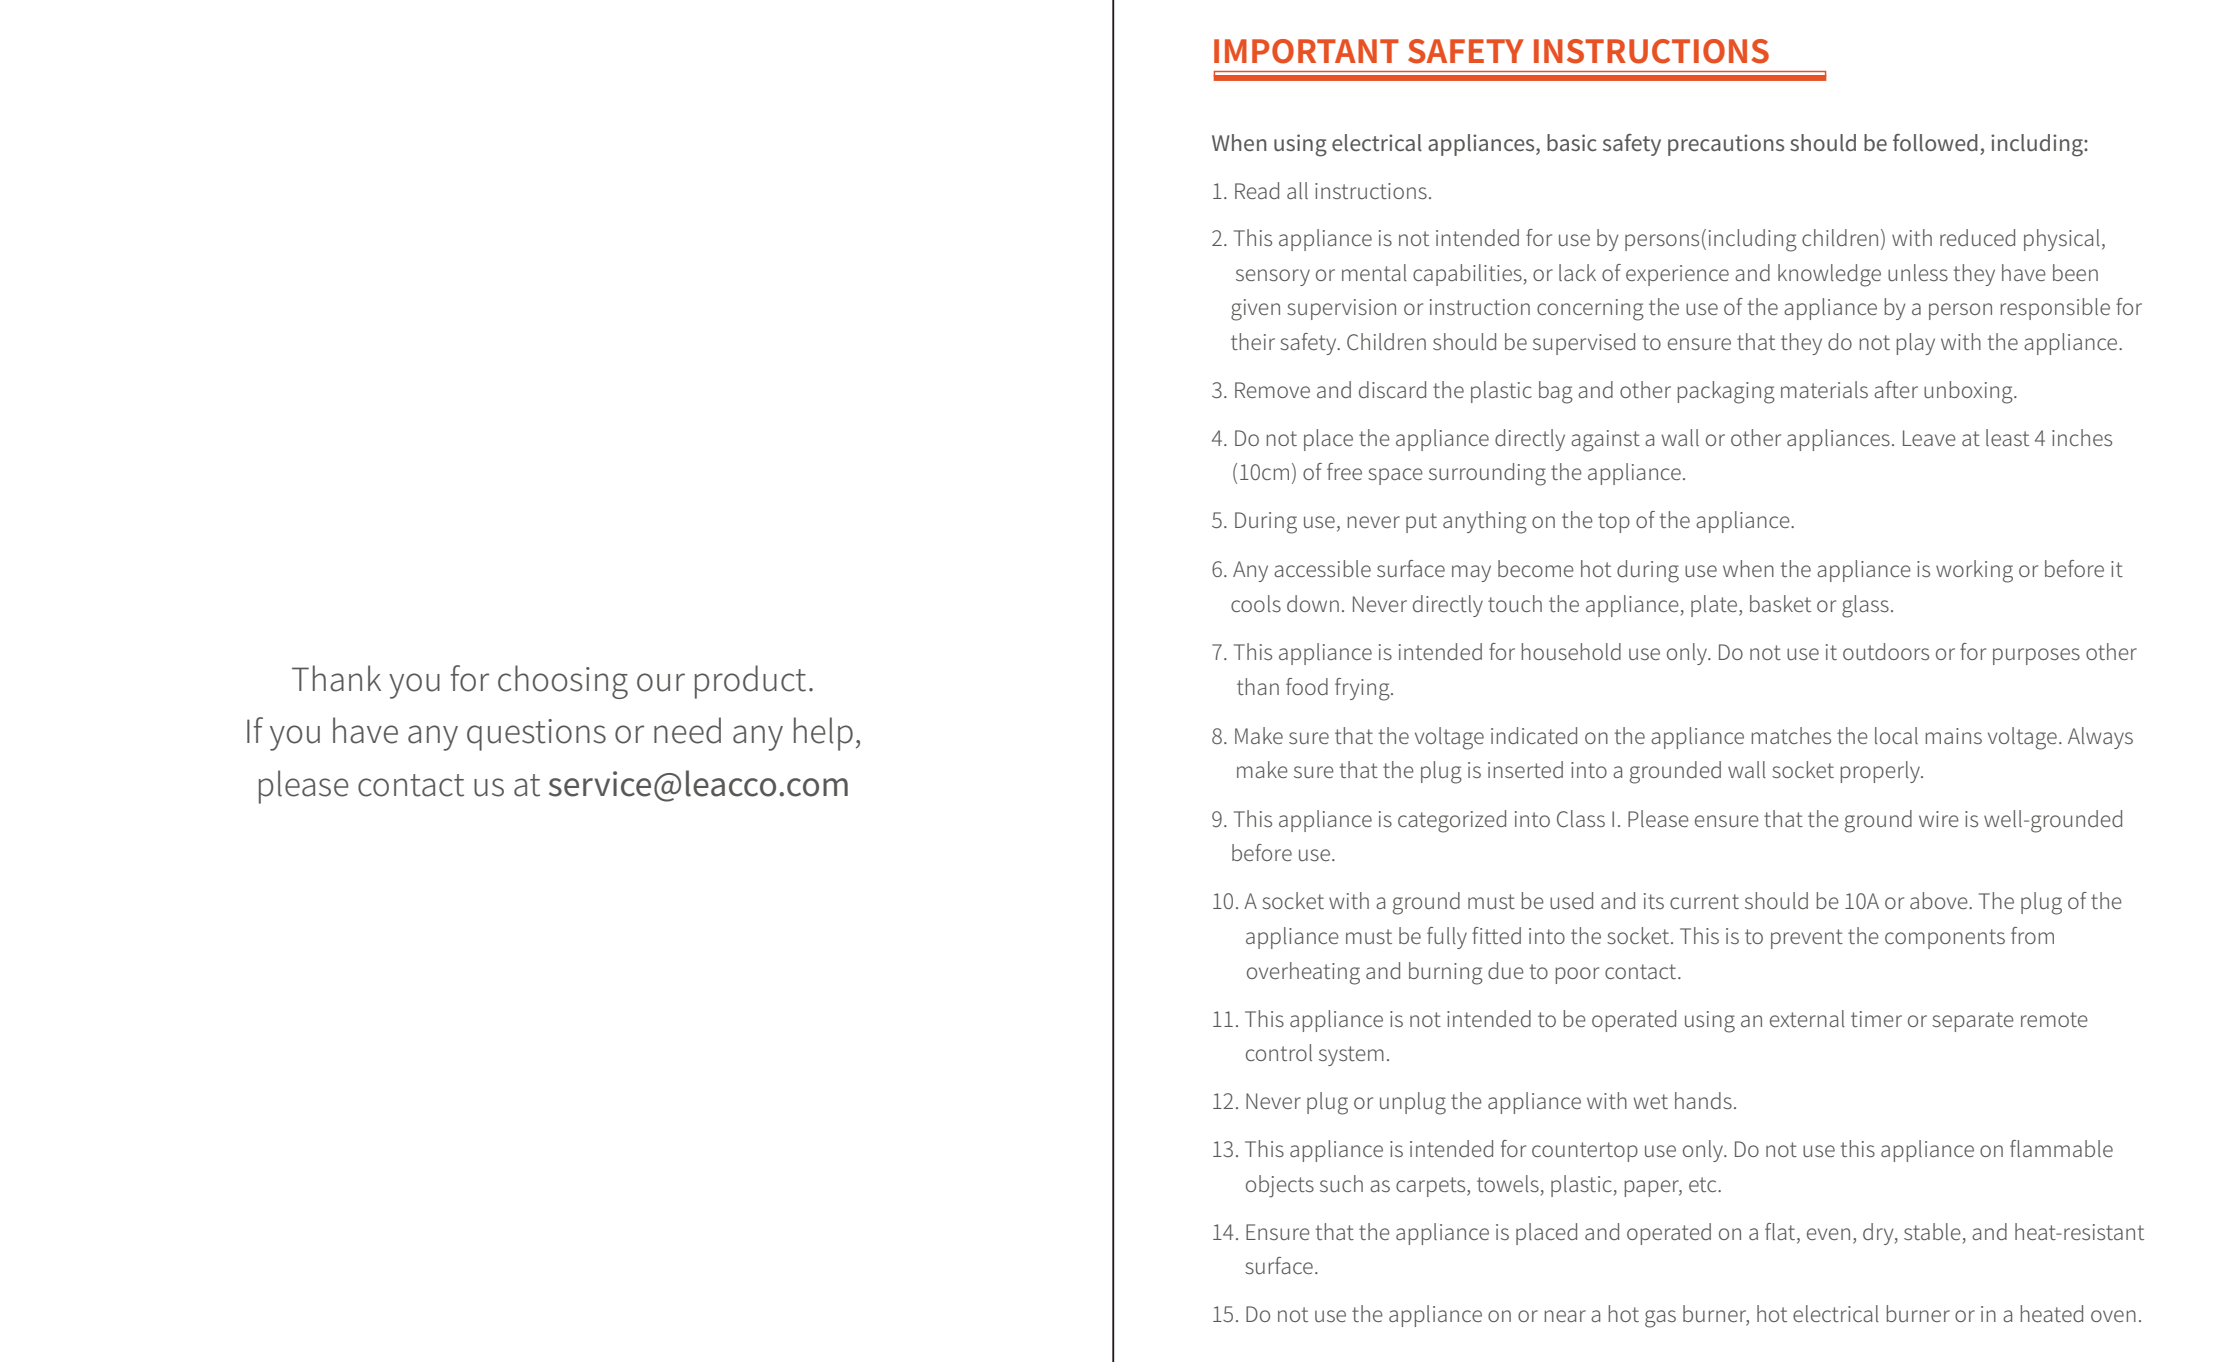 Thank you for choosing our product.
If you have any questions or need any help,
please contact us at service@leacco.com
IMPORTANT SAFETY INSTRUCTIONS
When using electrical appliances, basic safety precautions should be followed, including:
1. Read all instructions.
2. This appliance is not intended for use by persons(including children) with reduced physical,
sensory or mental capabilities, or lack of experience and knowledge unless they have been
given supervision or instruction concerning the use of the appliance by a person responsible for
their safety. Children should be supervised to ensure that they do not play with the appliance.
3. Remove and discard the plastic bag and other packaging materials after unboxing.
4. Do not place the appliance directly against a wall or other appliances. Leave at least 4 inches
(10cm) of free space surrounding the appliance.
5. During use, never put anything on the top of the appliance.
6. Any accessible surface may become hot during use when the appliance is working or before it
cools down. Never directly touch the appliance, plate, basket or glass.
7. This appliance is intended for household use only. Do not use it outdoors or for purposes other
than food frying.
8. Make sure that the voltage indicated on the appliance matches the local mains voltage. Always
make sure that the plug is inserted into a grounded wall socket properly.
9. This appliance is categorized into Class I. Please ensure that the ground wire is well-grounded
before use.
10. A socket with a ground must be used and its current should be 10A or above. The plug of the
appliance must be fully fitted into the socket. This is to prevent the components from
overheating and burning due to poor contact.
11. This appliance is not intended to be operated using an external timer or separate remote
control system.
12. Never plug or unplug the appliance with wet hands.
13. This appliance is intended for countertop use only. Do not use this appliance on flammable
objects such as carpets, towels, plastic, paper, etc.
14. Ensure that the appliance is placed and operated on a flat, even, dry, stable, and heat-resistant
surface.
15. Do not use the appliance on or near a hot gas burner, hot electrical burner or in a heated oven.